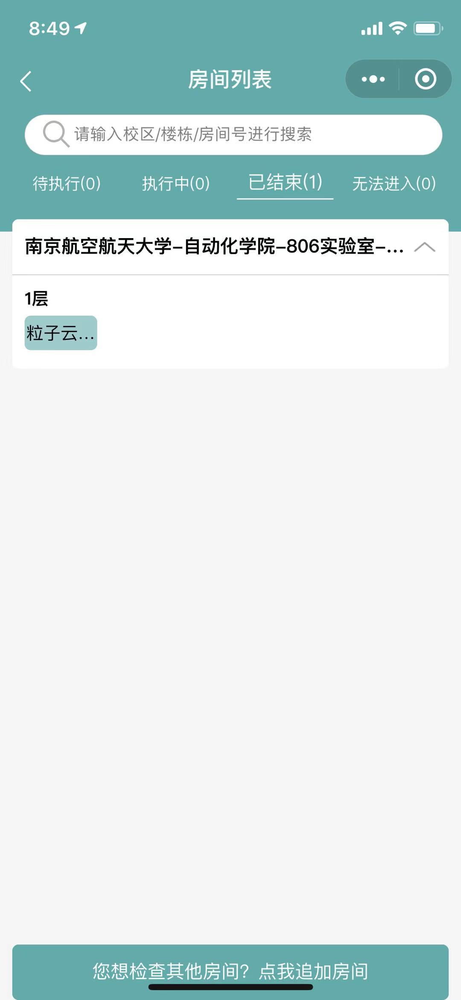 8:49
房间列表
请输入校区/楼栋/房间号进行搜索
待执行(0) 执行中(0) 已结束(1) 无法进入(0)
南京航空航天大学-自动化学院-806实验室-...
1层
粒子云...
您想检查其他房间？点我追加房间